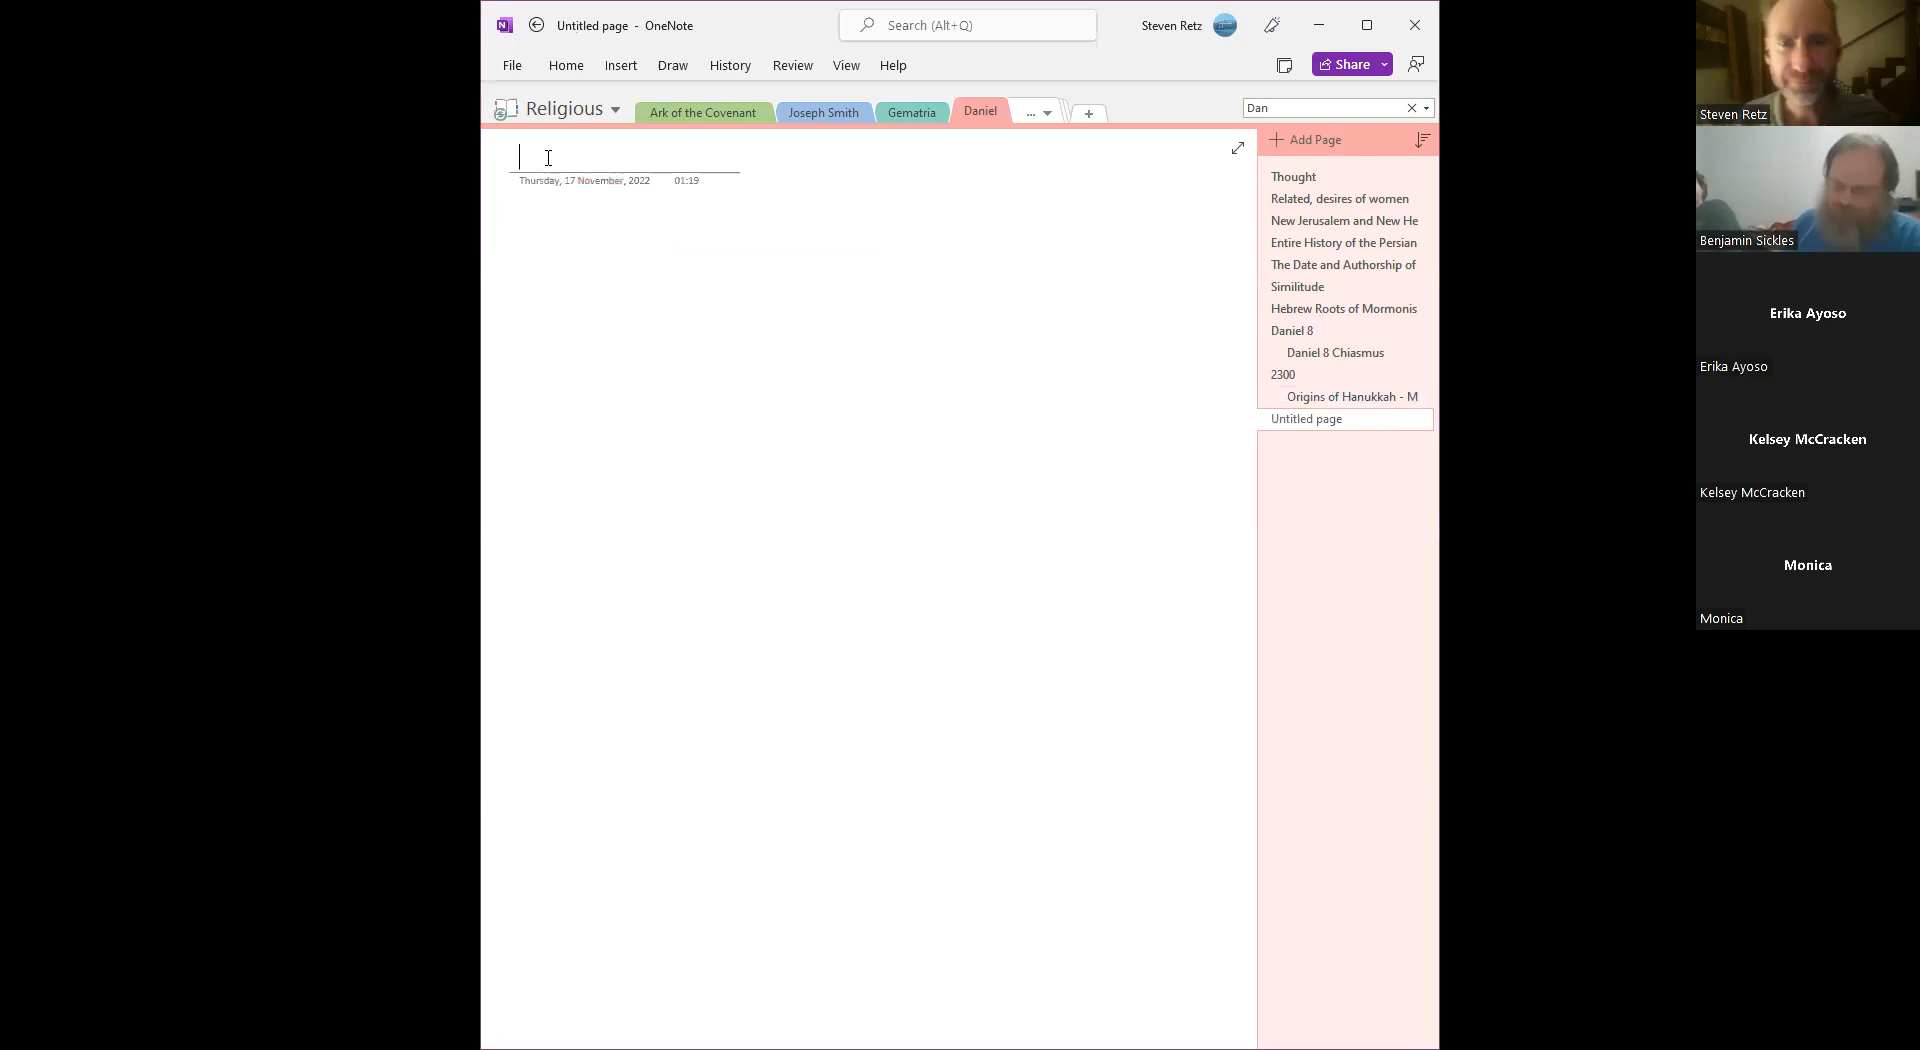 Untitled page - OneNote
Search (Alt+Q)
Steven Retz
File Home Insert Draw History Review View Help
Share
Religious
Ark of the Covenant
Joseph Smith
Gematria
Daniel
...
Dan
Thursday, 17 November, 2022 01:19
Add Page
Thought
Related, desires of women
New Jerusalem and New He
Entire History of the Persian
The Date and Authorship of
Similitude
Hebrew Roots of Mormonis
Daniel 8
Daniel 8 Chiasmus
2300
Origins of Hanukkah - M
Untitled page
Steven Retz
Benjamin Sickles
Erika Ayoso
Erika Ayoso
Kelsey McCracken
Kelsey McCracken
Monica
Monica